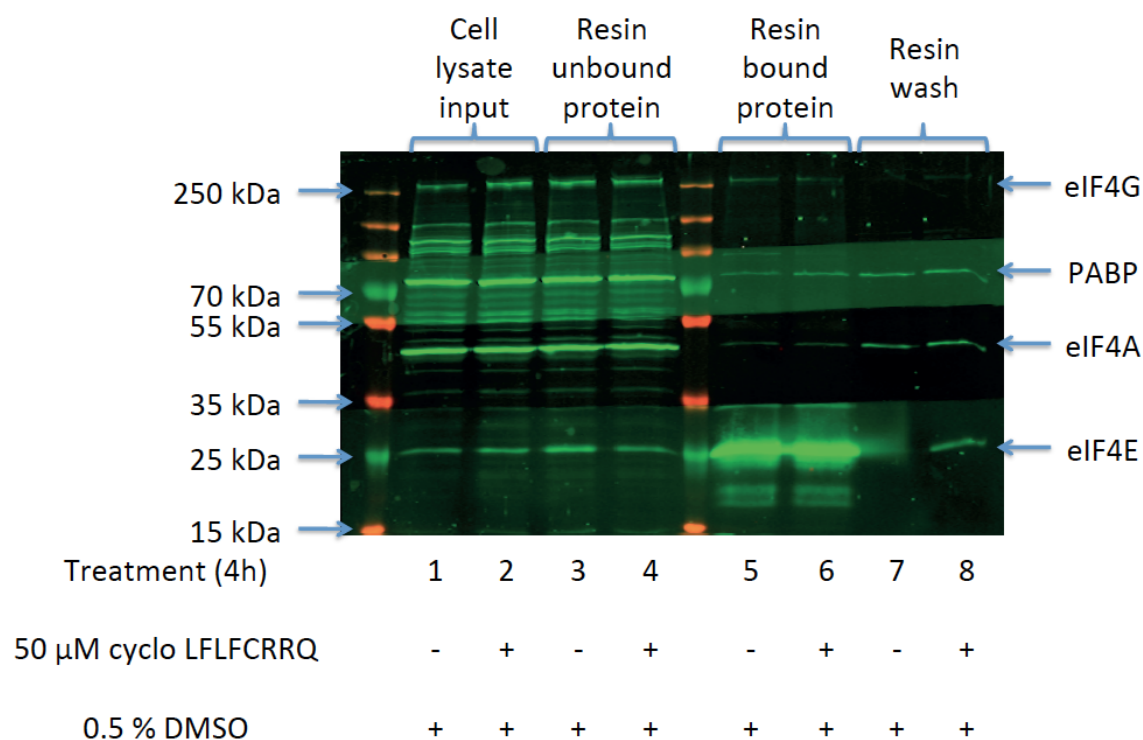 Cell lysate input
Resin unbound protein
Resin bound protein
Resin wash
250 kDa
70 kDa
55 kDa
35 kDa
25 kDa
15 kDa
eIF4G
PABP
eIF4A
eIF4E
Treatment (4h) 1 2 3 4 5 6 7 8
50 µM cyclo LFLFCRRQ - + - + - + - +
0.5 % DMSO + + + + + + + +